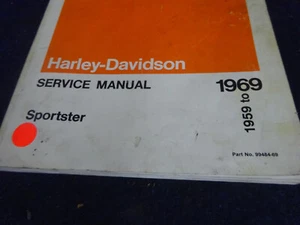 Harley-Davidson
SERVICE MANUAL
1959 to 1969
Sportster
Part No. 99484-69